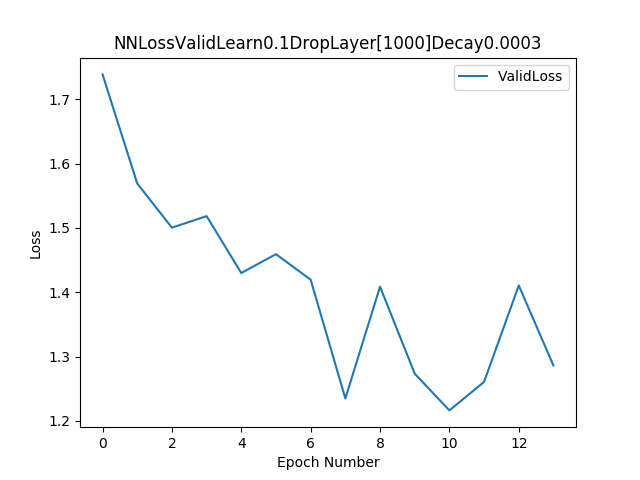 NNLossValidLearn0.1DropLayer[1000]Decay0.0003
ValidLoss
1.7
1.6
1.5
1.4
1.3
1.2
Loss
0 2 4 6 8 10 12
Epoch Number